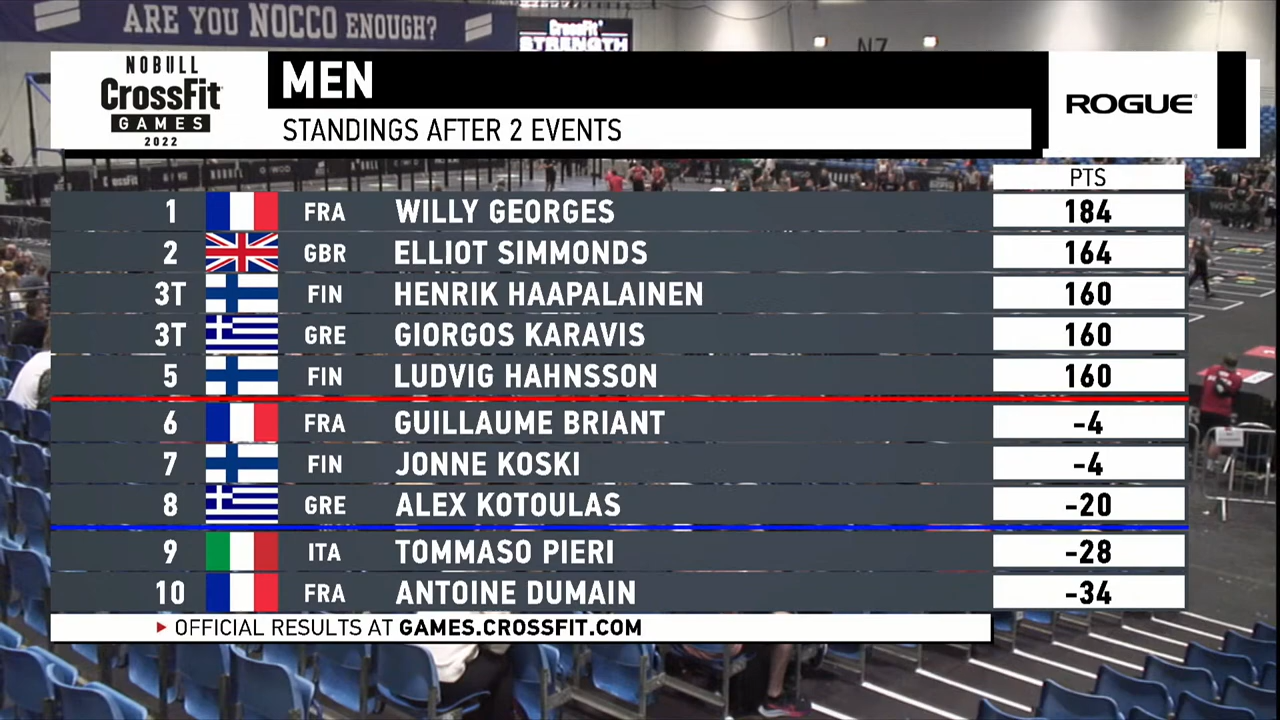 ARE YOU NOCCO ENOUGH?
CrossFit
STRENGTH
NOBULL
CrossFit
GAMES
2022
MEN
STANDINGS AFTER 2 EVENTS
ROGUE
PTS
1 FRA WILLY GEORGES 184
2 GBR ELLIOT SIMMONDS 164
3T FIN HENRIK HAAPALAINEN 160
3T GRE GIORGOS KARAVIS 160
5 FIN LUDVIG HAHNSSON 160
6 FRA GUILLAUME BRIANT -4
7 FIN JONNE KOSKI -4
8 GRE ALEX KOTOULAS -20
9 ITA TOMMASO PIERI -28
10 FRA ANTOINE DUMAIN -34
OFFICIAL RESULTS AT GAMES.CROSSFIT.COM
CrossFit